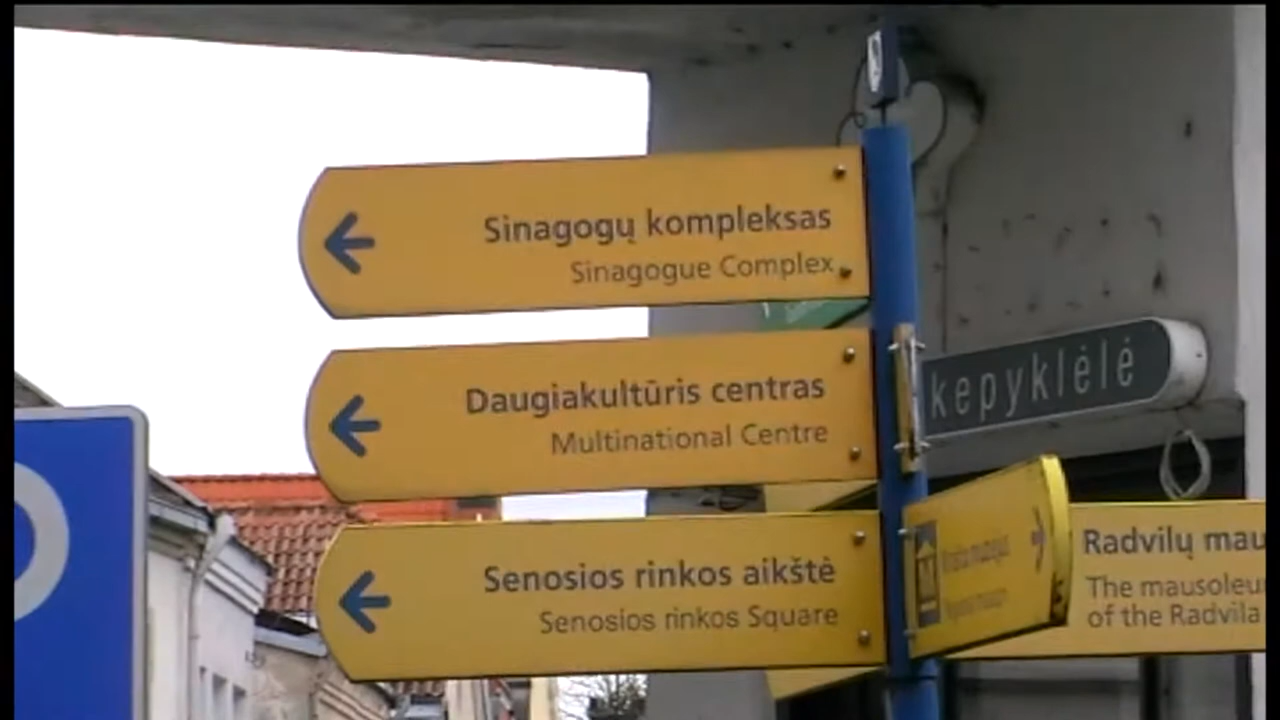 Sinagogų kompleksas
Sinagogue Complex
Daugiakultūris centras
Multinational Centre
kepyklėlė
Senosios rinkos aikštė
Senosios rinkos Square
Radvilų mau
The mausoleu
of the Radvila